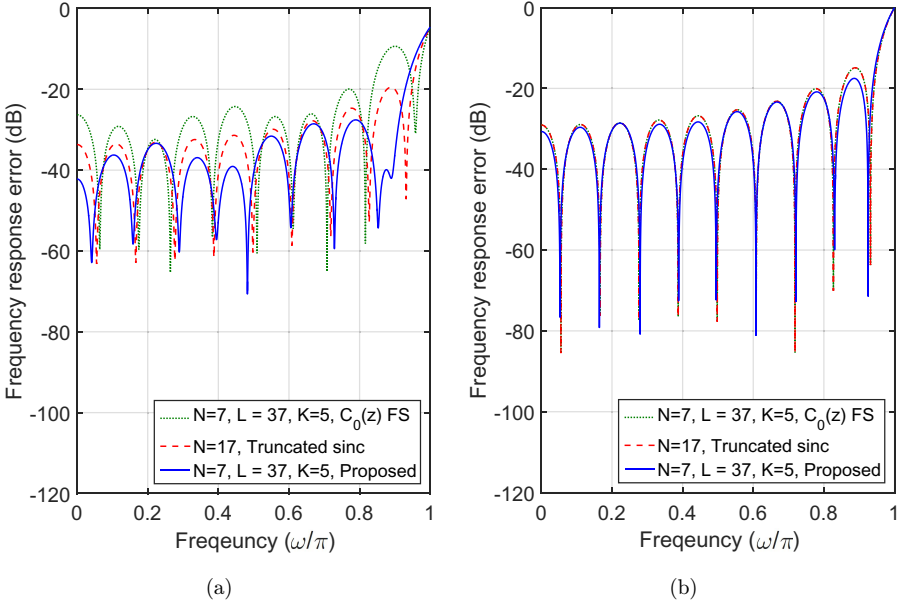 0
-20
-40
-60
-80
-100
-120
Frequency response error (dB)
N=7, L = 37, K=5, C_0(z) FS
N=17, Truncated sinc
N=7, L = 37, K=5, Proposed
0 0.2 0.4 0.6 0.8 1
Freqeuncy (ω/π)
(a)
0
-20
-40
-60
-80
-100
-120
Frequency response error (dB)
N=7, L = 37, K=5, C_0(z) FS
N=17, Truncated sinc
N=7, L = 37, K=5, Proposed
0 0.2 0.4 0.6 0.8 1
Freqeuncy (ω/π)
(b)